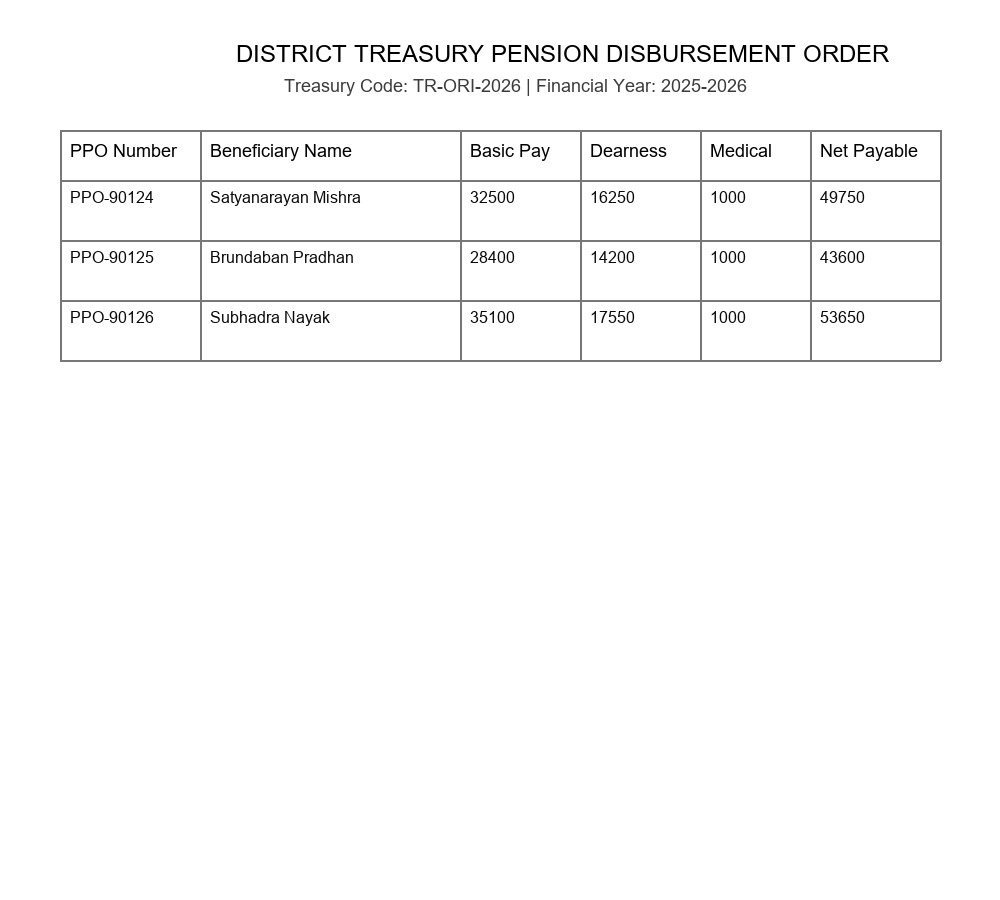 DISTRICT TREASURY PENSION DISBURSEMENT ORDER
Treasury Code: TR-ORI-2026 | Financial Year: 2025-2026
PPO Number Beneficiary Name Basic Pay Dearness Medical Net Payable
PPO-90124 Satyanarayan Mishra 32500 16250 1000 49750
PPO-90125 Brundaban Pradhan 28400 14200 1000 43600
PPO-90126 Subhadra Nayak 35100 17550 1000 53650